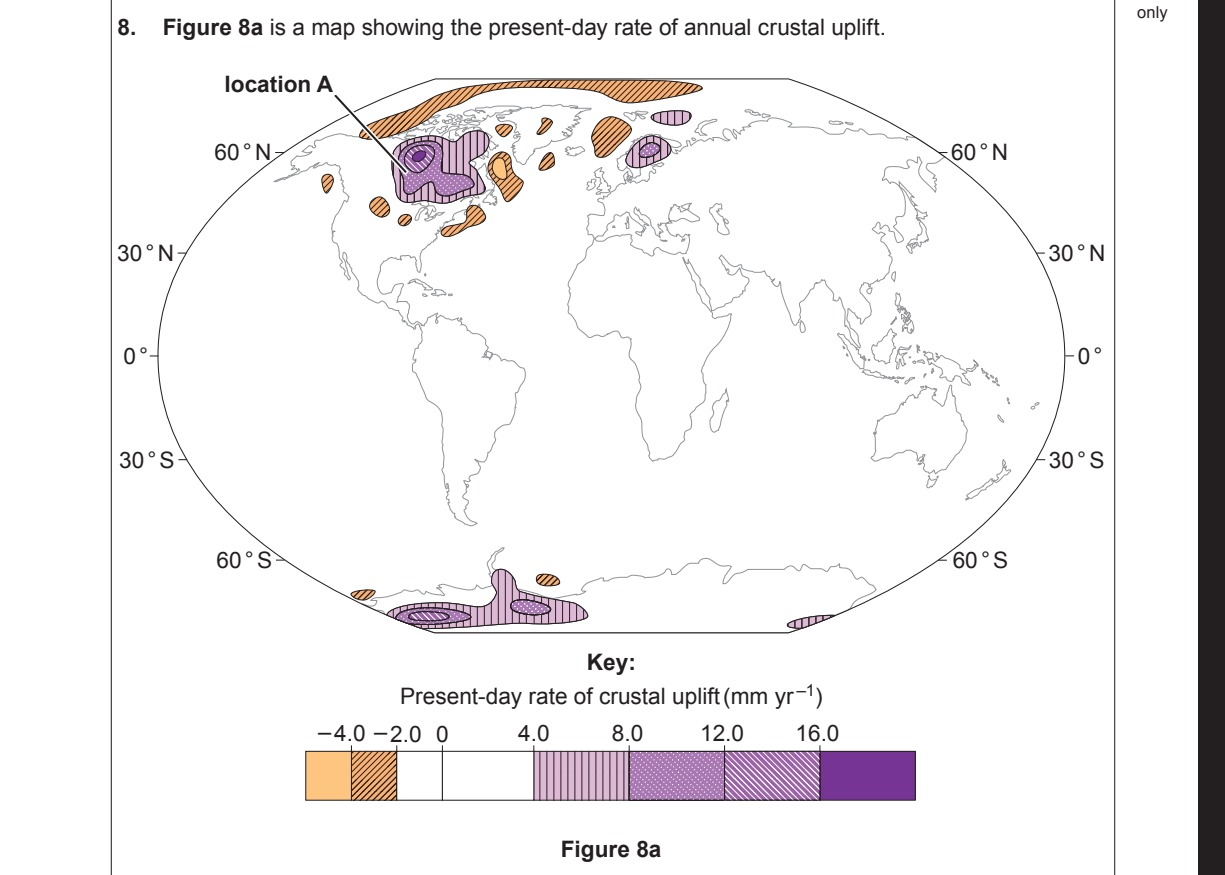 only
8. Figure 8a is a map showing the present-day rate of annual crustal uplift.
location A
60°N 60°N
30°N 30°N
0° 0°
30°S 30°S
60°S 60°S
Key:
Present-day rate of crustal uplift (mm yr⁻¹)
−4.0 −2.0 0 4.0 8.0 12.0 16.0
Figure 8a